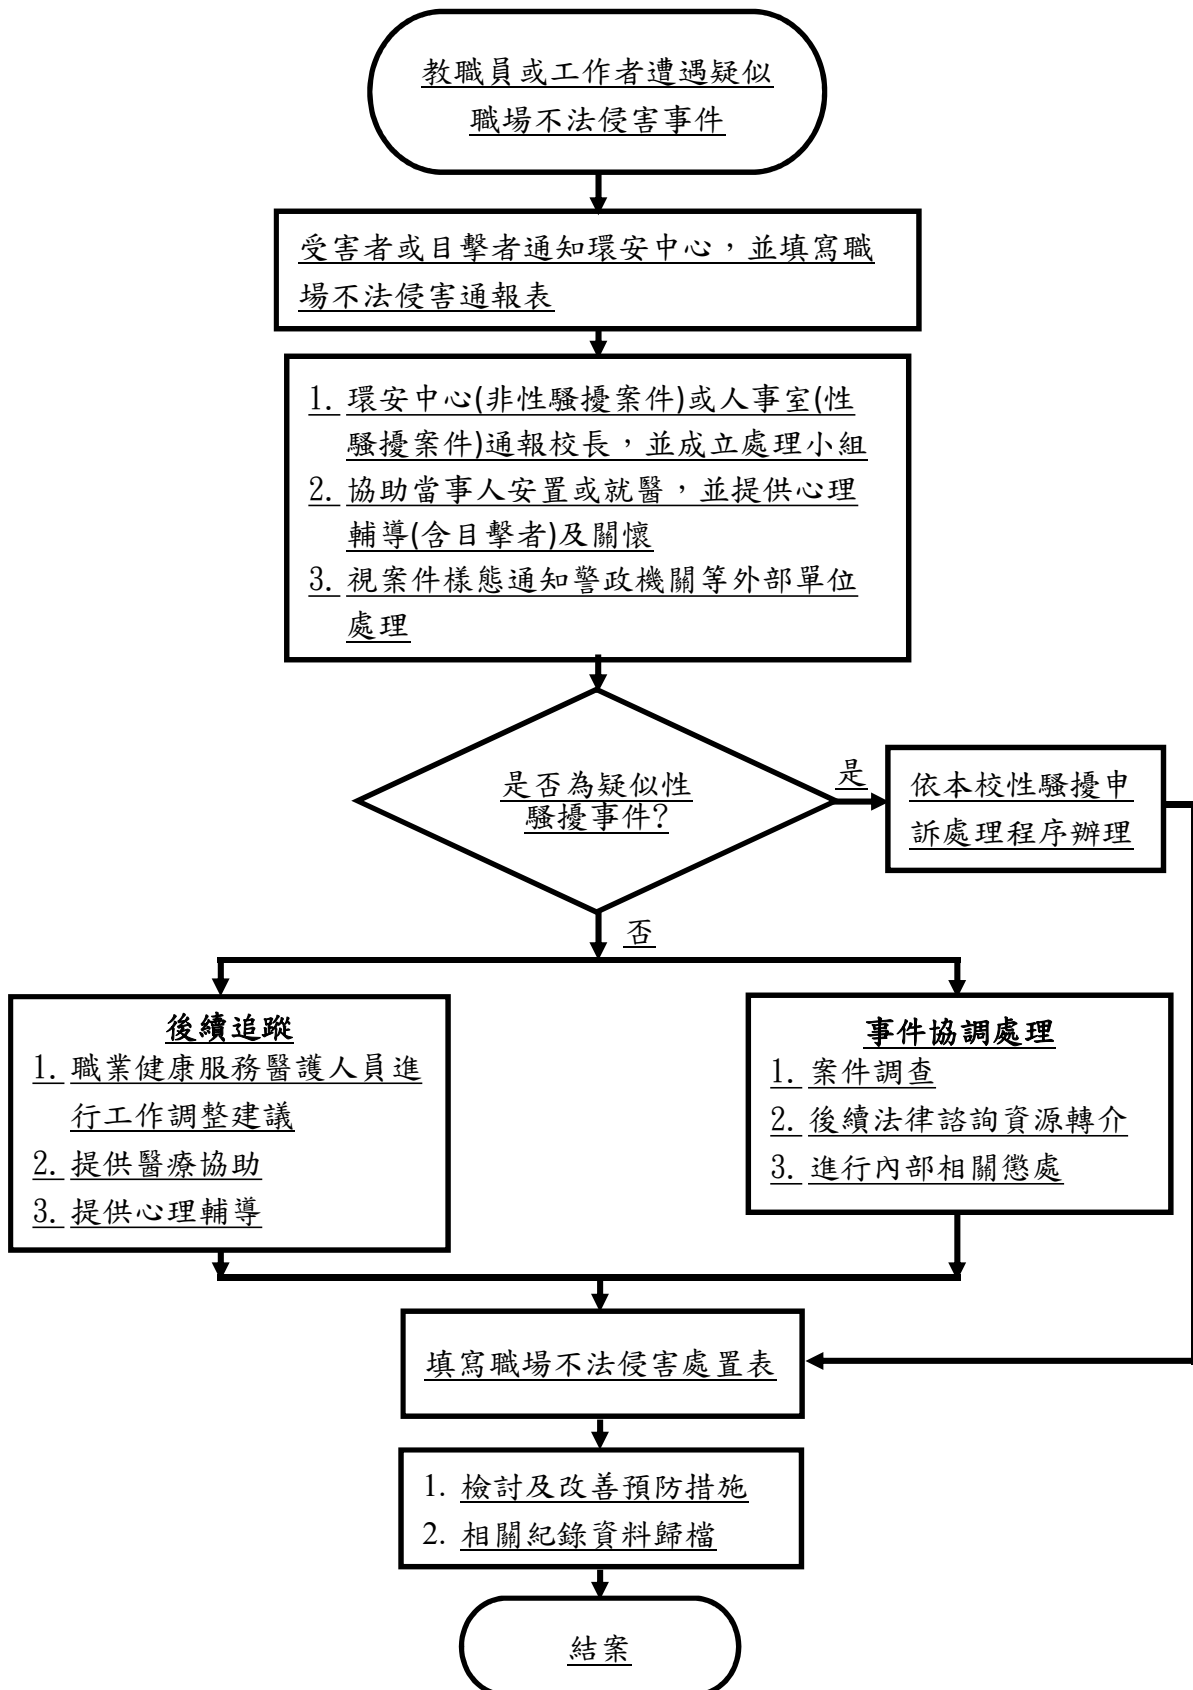 教職員或工作者遭遇疑似
職場不法侵害事件
受害者或目擊者通知環安中心，並填寫職
場不法侵害通報表
1. 環安中心(非性騷擾案件)或人事室(性
騷擾案件)通報校長，並成立處理小組
2. 協助當事人安置或就醫，並提供心理
輔導(含目擊者)及關懷
3. 視案件樣態通知警政機關等外部單位
處理
是否為疑似性
騷擾事件?
是
依本校性騷擾申
訴處理程序辦理
否
後續追蹤
1. 職業健康服務醫護人員進
行工作調整建議
2. 提供醫療協助
3. 提供心理輔導
事件協調處理
1. 案件調查
2. 後續法律諮詢資源轉介
3. 進行內部相關懲處
填寫職場不法侵害處置表
1. 檢討及改善預防措施
2. 相關紀錄資料歸檔
結案